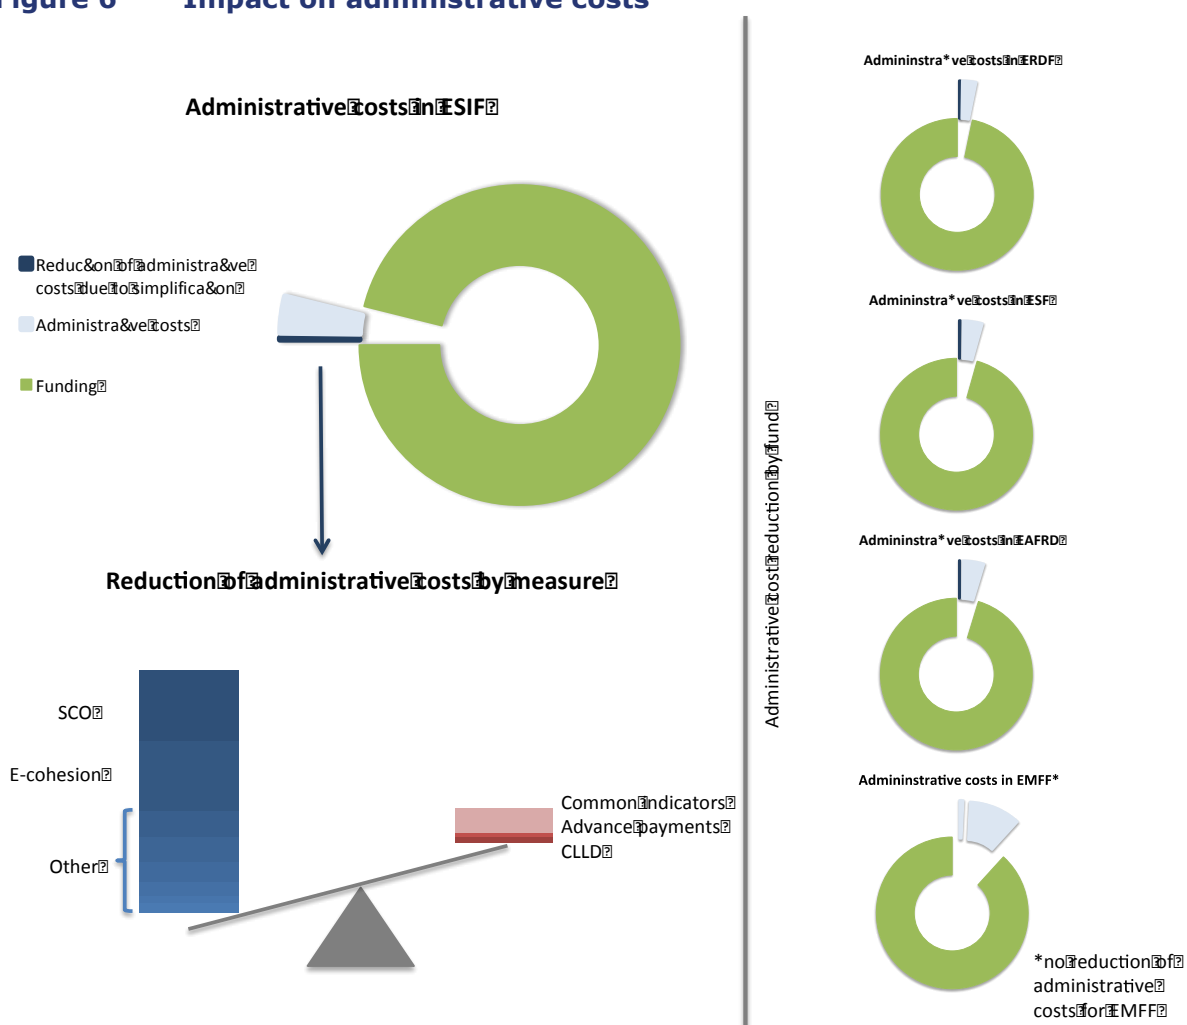 Figure 6 Impact on administrative costs
Administrative costs in ESIF
Reduc&on of administra&ve
costs due to simplifica&on
Administra&ve costs
Funding
Reduction of administrative costs by measure
SCO
E-cohesion
Other
Common indicators
Advance payments
CLLD
Administrative cost reduction by fund
Admininstra*ve costs in ERDF
Admininstra*ve costs in ESF
Admininstra*ve costs in EAFRD
Admininstrative costs in EMFF*
*no reduction of
administrative
costs for EMFF